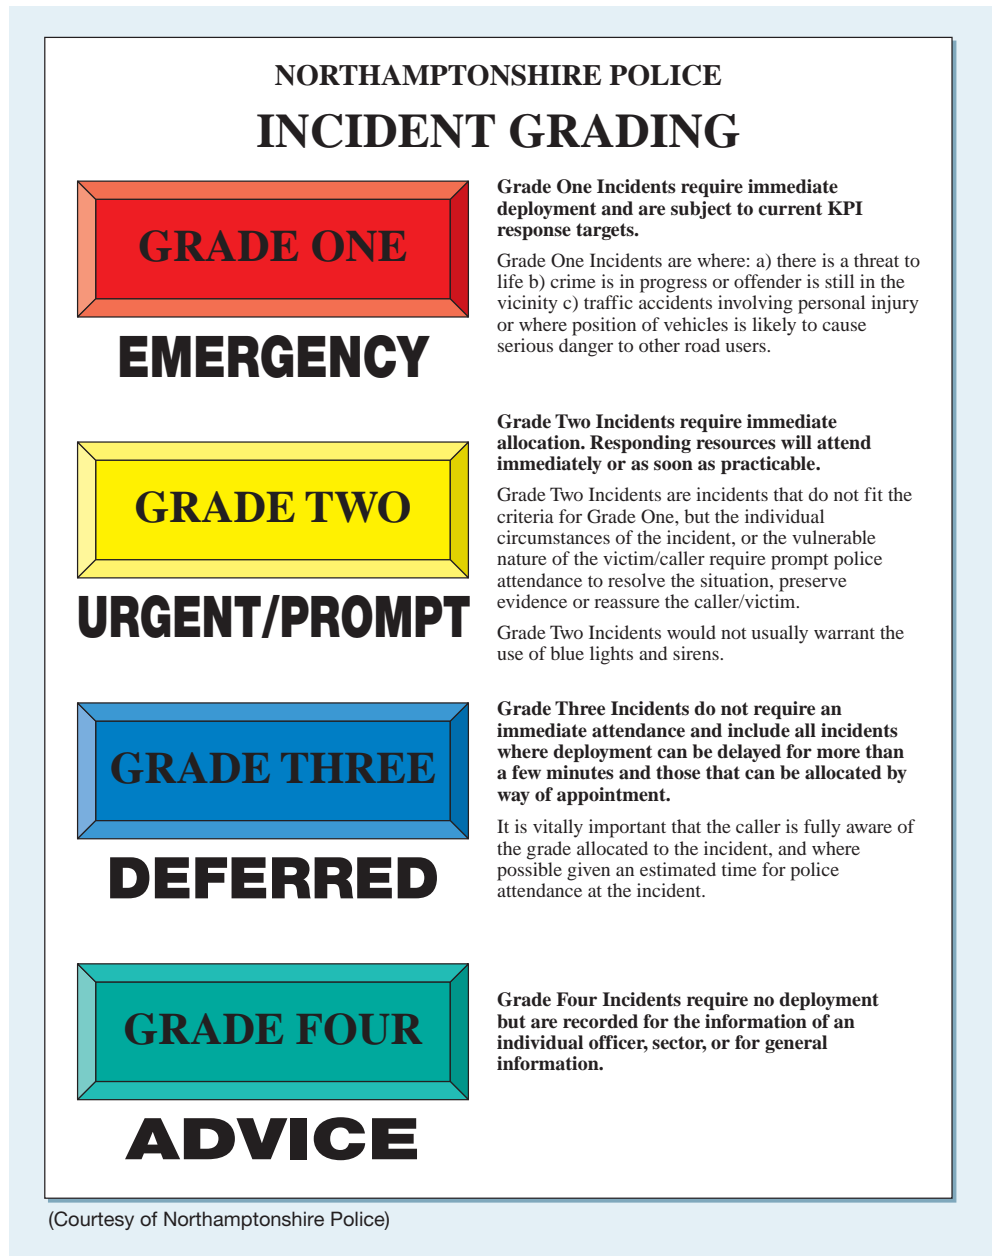 NORTHAMPTONSHIRE POLICE
INCIDENT GRADING
GRADE ONE
EMERGENCY
Grade One Incidents require immediate
deployment and are subject to current KPI
response targets.
Grade One Incidents are where: a) there is a threat to
life b) crime is in progress or offender is still in the
vicinity c) traffic accidents involving personal injury
or where position of vehicles is likely to cause
serious danger to other road users.
GRADE TWO
URGENT/PROMPT
Grade Two Incidents require immediate
allocation. Responding resources will attend
immediately or as soon as practicable.
Grade Two Incidents are incidents that do not fit the
criteria for Grade One, but the individual
circumstances of the incident, or the vulnerable
nature of the victim/caller require prompt police
attendance to resolve the situation, preserve
evidence or reassure the caller/victim.
Grade Two Incidents would not usually warrant the
use of blue lights and sirens.
GRADE THREE
DEFERRED
Grade Three Incidents do not require an
immediate attendance and include all incidents
where deployment can be delayed for more than
a few minutes and those that can be allocated by
way of appointment.
It is vitally important that the caller is fully aware of
the grade allocated to the incident, and where
possible given an estimated time for police
attendance at the incident.
GRADE FOUR
ADVICE
Grade Four Incidents require no deployment
but are recorded for the information of an
individual officer, sector, or for general
information.
(Courtesy of Northamptonshire Police)